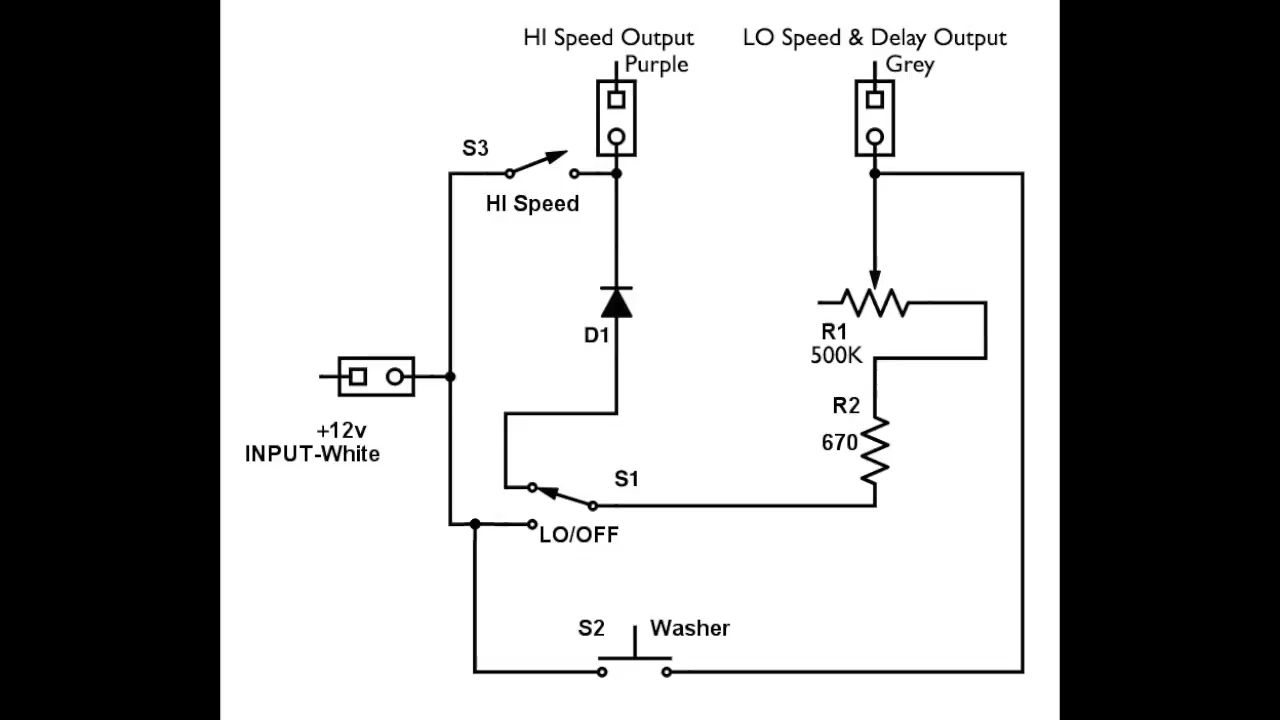 HI Speed Output
Purple
LO Speed & Delay Output
Grey
S3
HI Speed
D1
R1
500K
+12v
INPUT-White
R2
670
S1
LO/OFF
S2
Washer